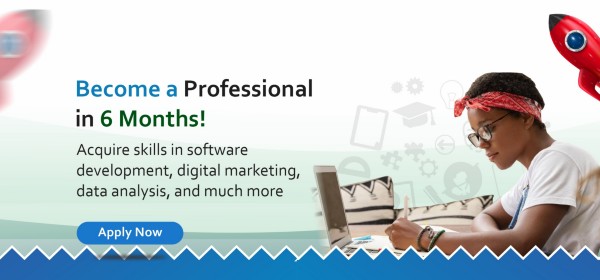 Become a Professional
in 6 Months!
Acquire skills in software
development, digital marketing,
data analysis, and much more
Apply Now